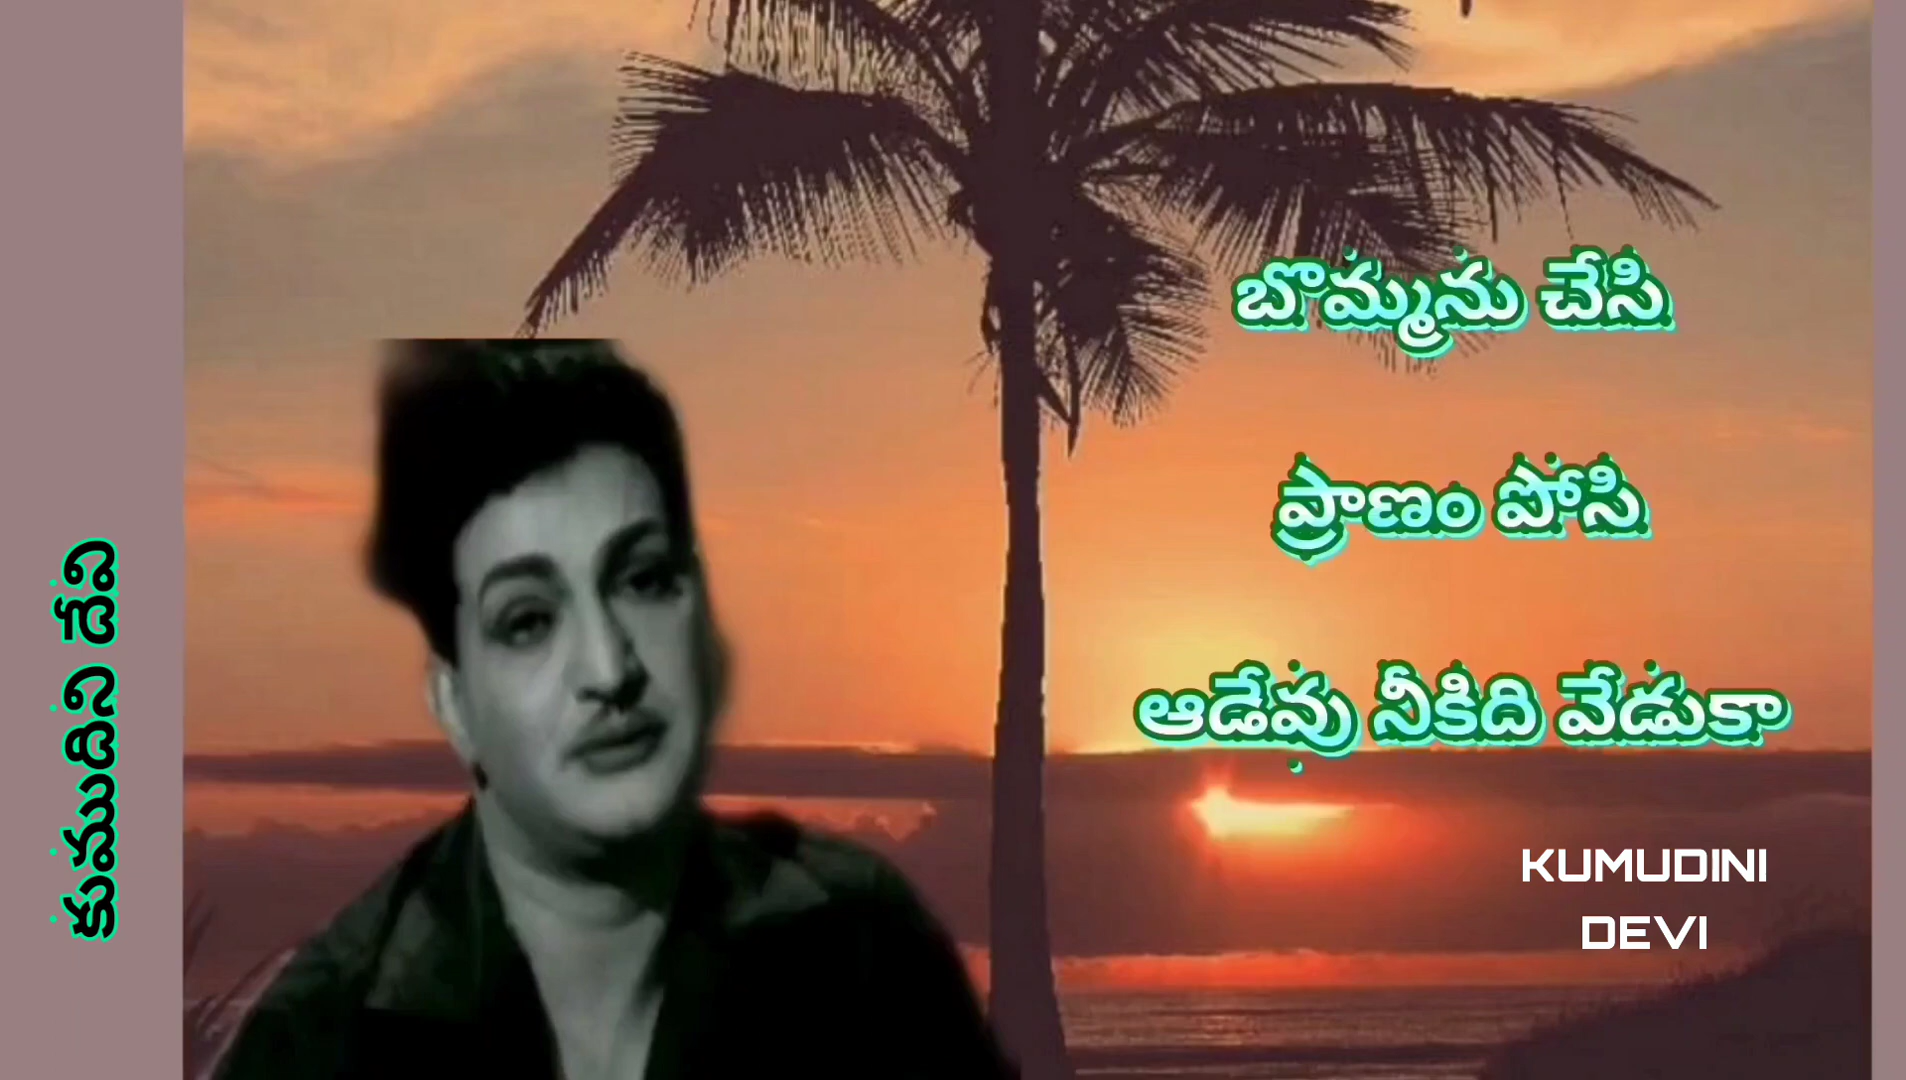 బొమ్మను చేసి
ప్రాణం పోసి
ఆడేవు నీకిది వేడుకా
KUMUDINI
DEVI
కుముదిని దేవి